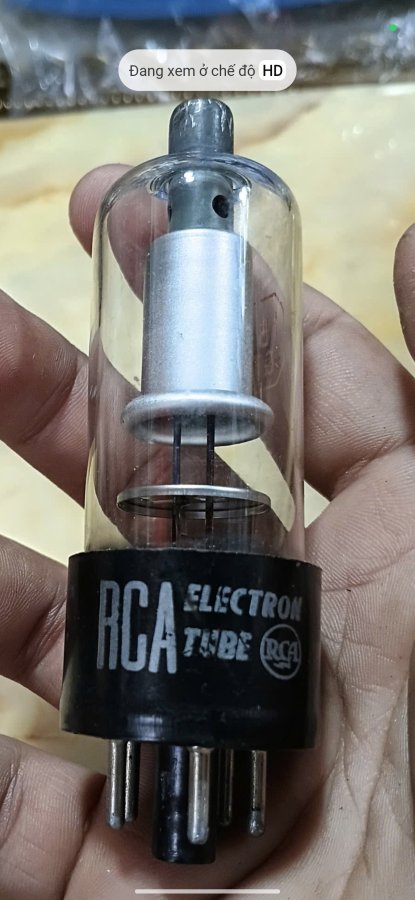 Đang xem ở chế độ HD
RCA ELECTRON
TUBE RCA